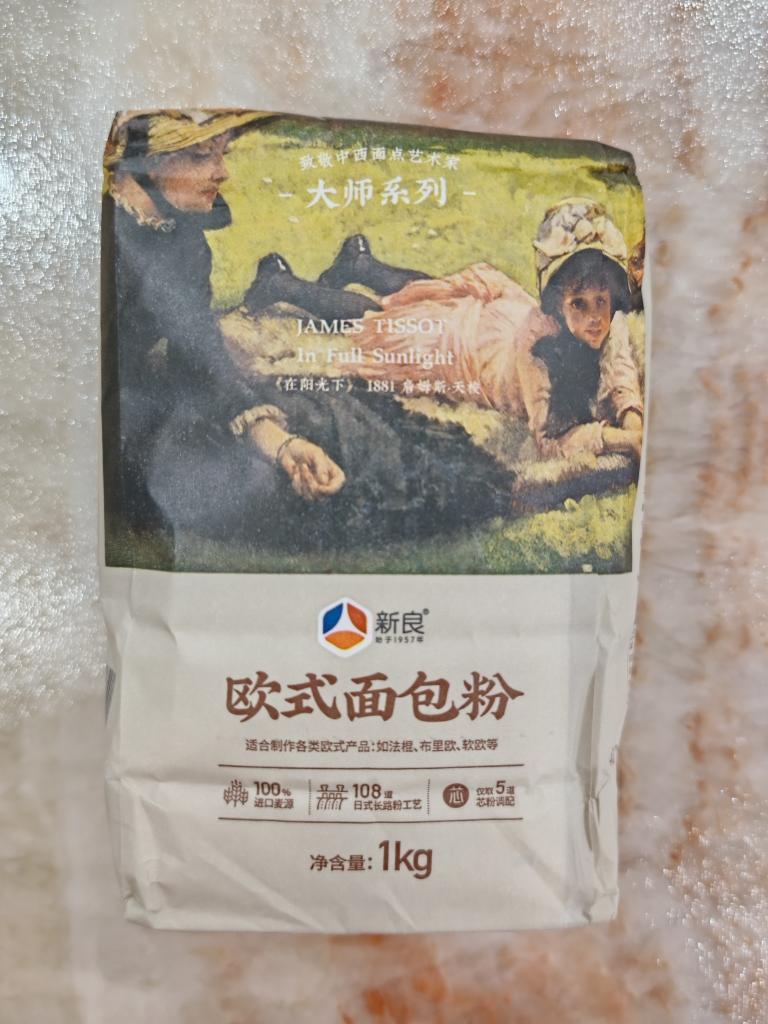 致敬中西面点艺术家
- 大师系列 -
JAMES TISSOT
In Full Sunlight
《在阳光下》 1881 詹姆斯·天梭
新良®
始于1957年
欧式面包粉
适合制作各类欧式产品:如法棍、布里欧、软欧等
100%
进口麦源
108道
日式长路粉工艺
芯
仅取5道
芯粉调配
净含量:1kg